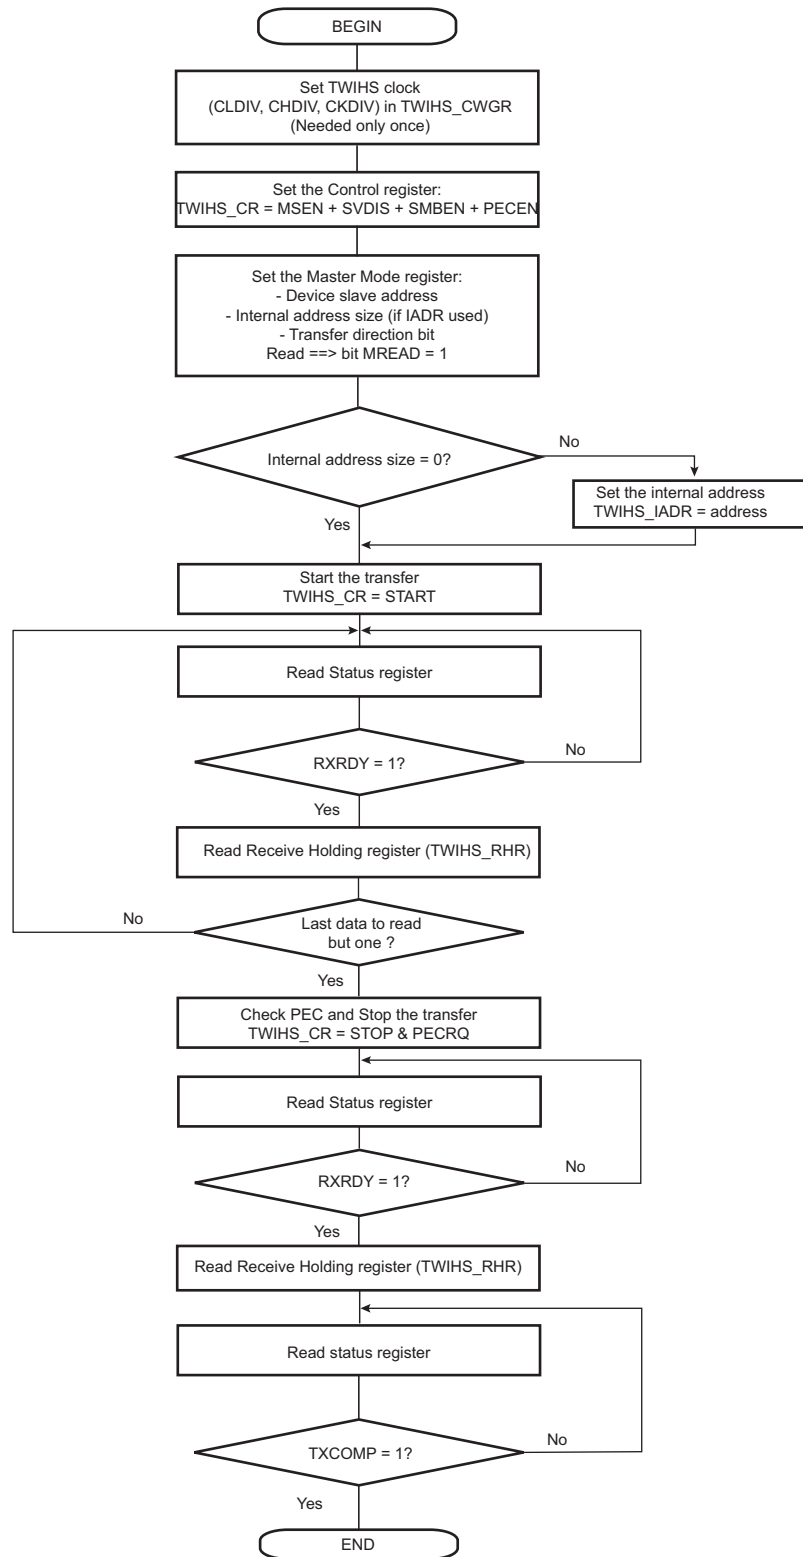 BEGIN
Set TWIHS clock
(CLDIV, CHDIV, CKDIV) in TWIHS_CWGR
(Needed only once)
Set the Control register:
TWIHS_CR = MSEN + SVDIS + SMBEN + PECEN
Set the Master Mode register:
- Device slave address
- Internal address size (if IADR used)
- Transfer direction bit
Read ==> bit MREAD = 1
Internal address size = 0?
No
Set the internal address
TWIHS_IADR = address
Yes
Start the transfer
TWIHS_CR = START
Read Status register
RXRDY = 1?
No
Yes
Read Receive Holding register (TWIHS_RHR)
No
Last data to read
but one ?
Yes
Check PEC and Stop the transfer
TWIHS_CR = STOP & PECRQ
Read Status register
RXRDY = 1?
No
Yes
Read Receive Holding register (TWIHS_RHR)
Read status register
TXCOMP = 1?
No
Yes
END